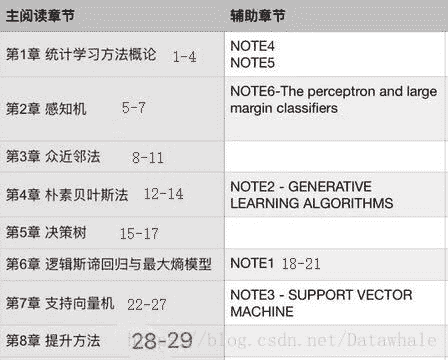 主阅读章节 辅助章节
第1章 统计学习方法概论 1-4 NOTE4
NOTE5
第2章 感知机 5-7 NOTE6-The perceptron and large
margin classifiers
第3章 众近邻法 8-11
第4章 朴素贝叶斯法 12-14 NOTE2 - GENERATIVE
LEARNING ALGORITHMS
第5章 决策树 15-17
第6章 逻辑斯谛回归与最大熵模型 NOTE1 18-21
第7章 支持向量机 22-27 NOTE3 - SUPPORT VECTOR
MACHINE
第8章 提升方法 28-29
http://blog.csdn.net/Datawhale